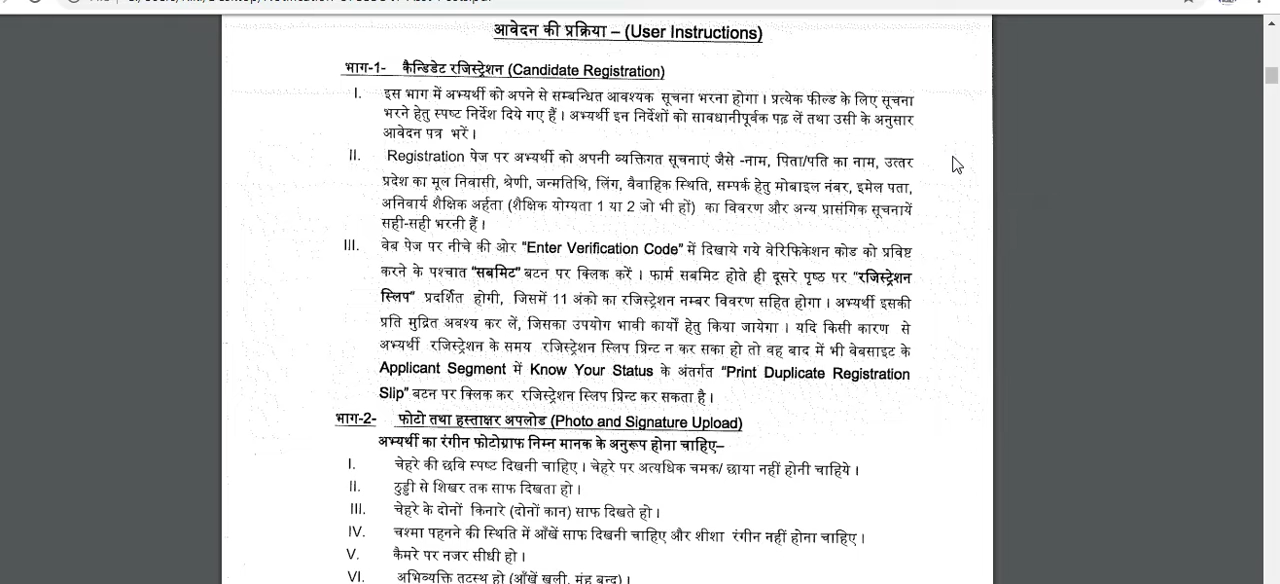 आवेदन की प्रक्रिया – (User Instructions)
भाग-1- कैन्डिडेट रजिस्ट्रेशन (Candidate Registration)
I. इस भाग में अभ्यर्थी को अपने से सम्बन्धित आवश्यक सूचना भरना होगा। प्रत्येक फील्ड के लिए सूचना
भरने हेतु स्पष्ट निर्देश दिये गए हैं। अभ्यर्थी इन निर्देशों को सावधानीपूर्वक पढ़ लें तथा उसी के अनुसार
आवेदन पत्र भरें।
II. Registration पेज पर अभ्यर्थी को अपनी व्यक्तिगत सूचनाएं जैसे -नाम, पिता/पति का नाम, उत्तर
प्रदेश का मूल निवासी, श्रेणी, जन्मतिथि, लिंग, वैवाहिक स्थिति, सम्पर्क हेतु मोबाइल नंबर, इमेल पता,
अनिवार्य शैक्षिक अर्हता (शैक्षिक योग्यता 1 या 2 जो भी हों) का विवरण और अन्य प्रासंगिक सूचनायें
सही-सही भरनी हैं।
III. वेब पेज पर नीचे की ओर "Enter Verification Code" में दिखाये गये वेरिफिकेशन कोड को प्रविष्ट
करने के पश्चात "सबमिट" बटन पर क्लिक करें। फार्म सबमिट होते ही दूसरे पृष्ठ पर "रजिस्ट्रेशन
स्लिप" प्रदर्शित होगी, जिसमें 11 अंको का रजिस्ट्रेशन नम्बर विवरण सहित होगा। अभ्यर्थी इसकी
प्रति मुद्रित अवश्य कर लें, जिसका उपयोग भावी कार्यों हेतु किया जायेगा। यदि किसी कारण से
अभ्यर्थी रजिस्ट्रेशन के समय रजिस्ट्रेशन स्लिप प्रिन्ट न कर सका हो तो वह बाद में भी वेबसाइट के
Applicant Segment में Know Your Status के अंतर्गत "Print Duplicate Registration
Slip" बटन पर क्लिक कर रजिस्ट्रेशन स्लिप प्रिन्ट कर सकता है।
भाग-2- फोटो तथा हस्ताक्षर अपलोड (Photo and Signature Upload)
अभ्यर्थी का रंगीन फोटोग्राफ निम्न मानक के अनुरूप होना चाहिए–
I. चेहरे की छवि स्पष्ट दिखनी चाहिए। चेहरे पर अत्यधिक चमक/ छाया नहीं होनी चाहिये।
II. ठुड्डी से शिखर तक साफ दिखता हो।
III. चेहरे के दोनों किनारे (दोनों कान) साफ दिखते हो।
IV. चश्मा पहनने की स्थिति में आँखें साफ दिखनी चाहिए और शीशा रंगीन नहीं होना चाहिए।
V. कैमरे पर नजर सीधी हो।
VI. अभिव्यक्ति तटस्थ हो (आँखें खुली, मुंह बन्द)।